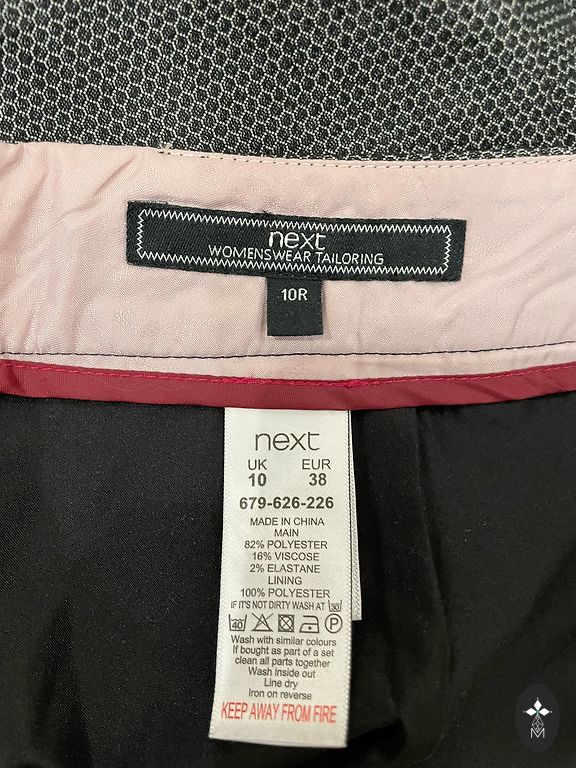 next
WOMENSWEAR TAILORING
10R
next
UK EUR
10 38
679-626-226
MADE IN CHINA
MAIN
82% POLYESTER
16% VISCOSE
2% ELASTANE
LINING
100% POLYESTER
IF IT'S NOT DIRTY WASH AT 30
40 P
Wash with similar colours
If bought as part of a set
clean all parts together
Wash inside out
Line dry
Iron on reverse
KEEP AWAY FROM FIRE
M